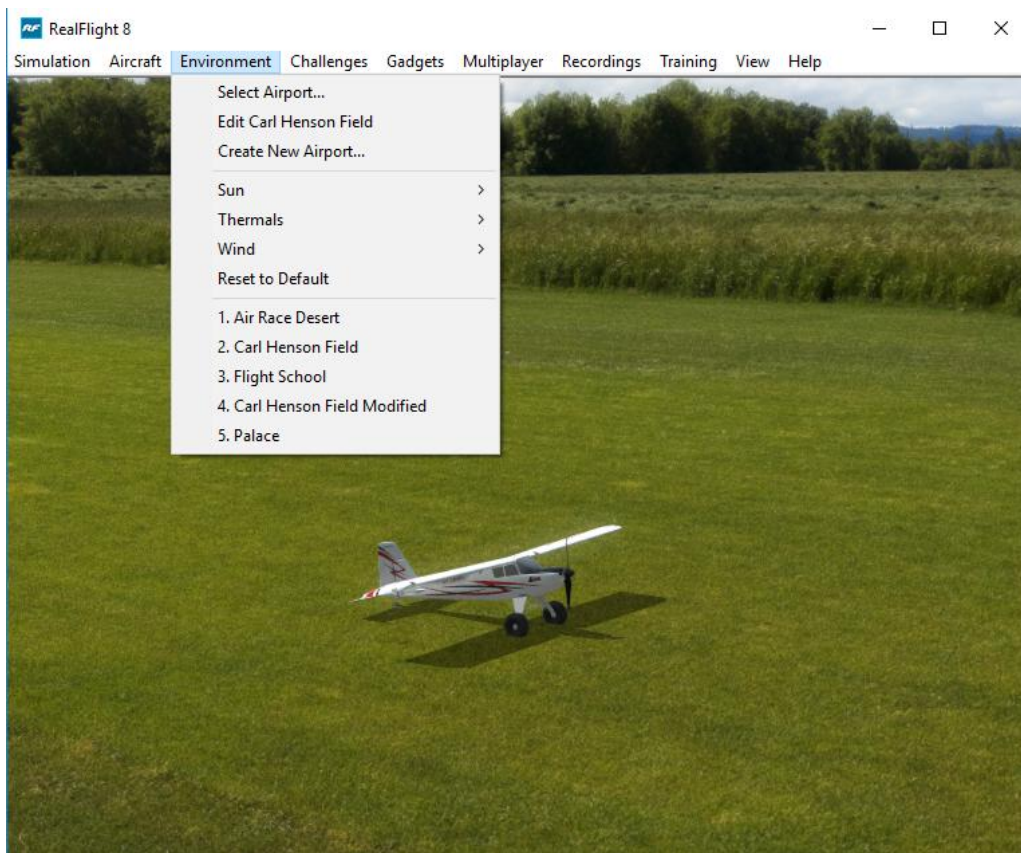 RF RealFlight 8
Simulation Aircraft Environment Challenges Gadgets Multiplayer Recordings Training View Help
Select Airport...
Edit Carl Henson Field
Create New Airport...
Sun
Thermals
Wind
Reset to Default
1. Air Race Desert
2. Carl Henson Field
3. Flight School
4. Carl Henson Field Modified
5. Palace